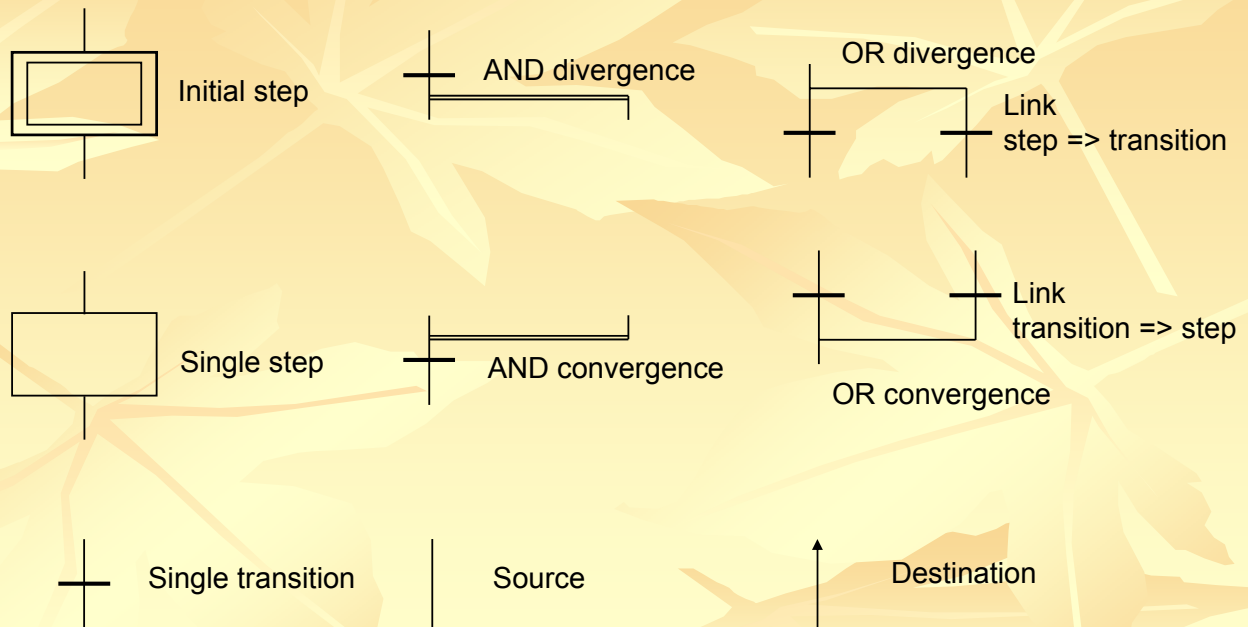 Initial step
AND divergence
OR divergence
Link
step => transition
Single step
AND convergence
Link
transition => step
OR convergence
Single transition
Source
Destination